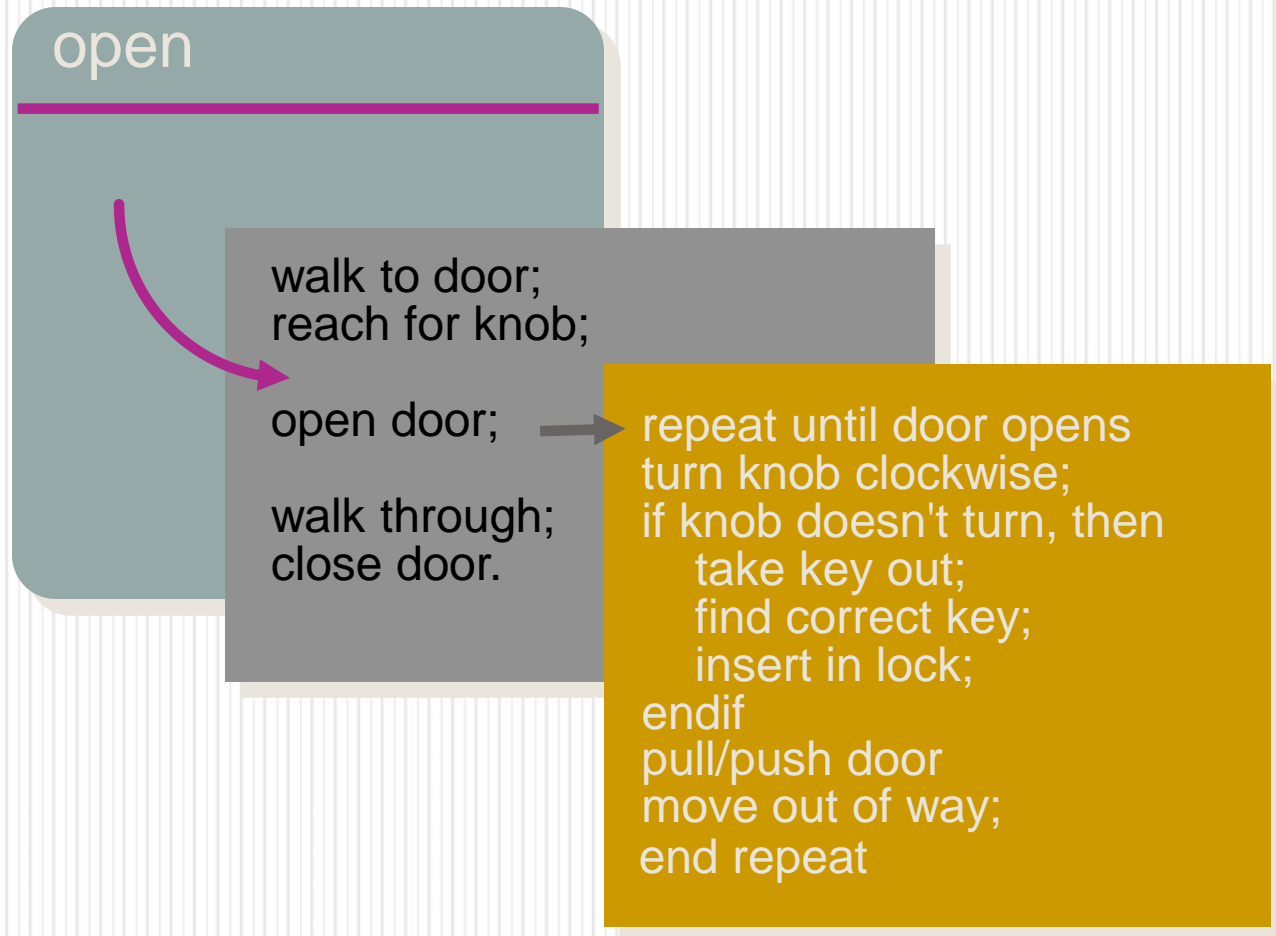 open
walk to door;
reach for knob;
open door;
walk through;
close door.
repeat until door opens
turn knob clockwise;
if knob doesn't turn, then
take key out;
find correct key;
insert in lock;
endif
pull/push door
move out of way;
end repeat